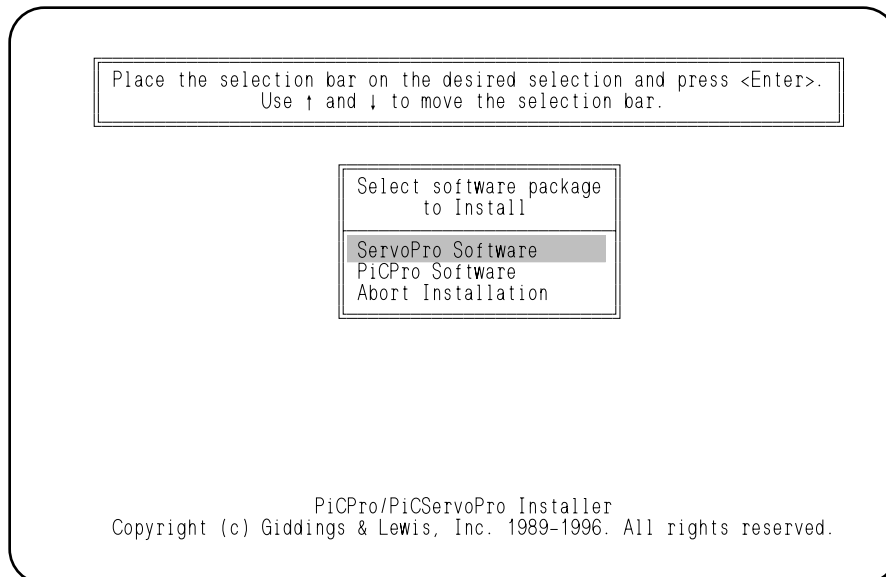 Place the selection bar on the desired selection and press <Enter>.
Use ↑ and ↓ to move the selection bar.
Select software package
to Install
ServoPro Software
PiCPro Software
Abort Installation
PiCPro/PiCServoPro Installer
Copyright (c) Giddings & Lewis, Inc. 1989-1996. All rights reserved.